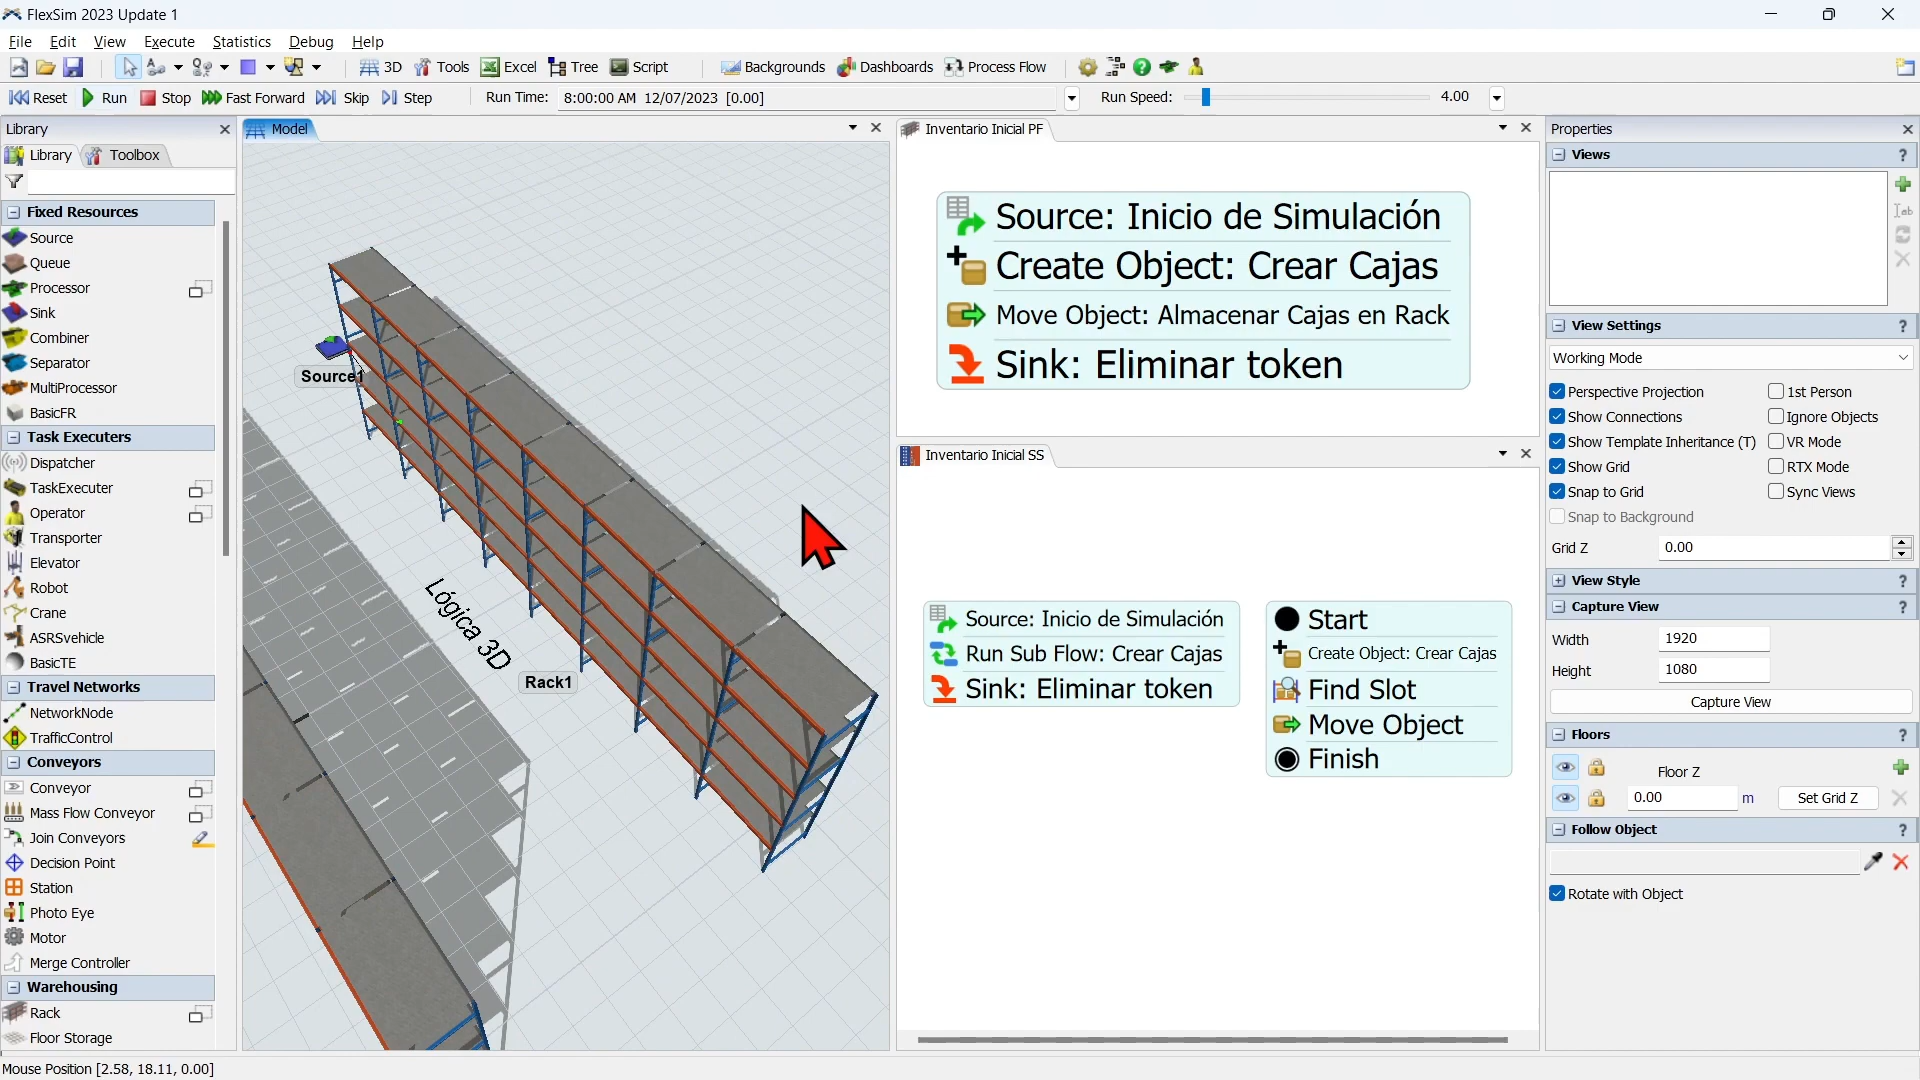 FlexSim 2023 Update 1
File Edit View Execute Statistics Debug Help
3D Tools Excel Tree Script Backgrounds Dashboards Process Flow
Reset Run Stop Fast Forward Skip Step Run Time: 8:00:00 AM 12/07/2023 [0.00] Run Speed: 4.00
Library
Library Toolbox
Fixed Resources
Source
Queue
Processor
Sink
Combiner
Separator
MultiProcessor
BasicFR
Task Executers
Dispatcher
TaskExecuter
Operator
Transporter
Elevator
Robot
Crane
ASRSvehicle
BasicTE
Travel Networks
NetworkNode
TrafficControl
Conveyors
Conveyor
Mass Flow Conveyor
Join Conveyors
Decision Point
Station
Photo Eye
Motor
Merge Controller
Warehousing
Rack
Floor Storage
Mouse Position [2.58, 18.11, 0.00]
Model
Source1
Lógica 3D
Rack1
Inventario Inicial PF
Source: Inicio de Simulación
Create Object: Crear Cajas
Move Object: Almacenar Cajas en Rack
Sink: Eliminar token
Inventario Inicial SS
Source: Inicio de Simulación
Run Sub Flow: Crear Cajas
Sink: Eliminar token
Start
Create Object: Crear Cajas
Find Slot
Move Object
Finish
Properties
Views
View Settings
Working Mode
Perspective Projection 1st Person
Show Connections Ignore Objects
Show Template Inheritance (T) VR Mode
Show Grid RTX Mode
Snap to Grid Sync Views
Snap to Background
Grid Z 0.00
View Style
Capture View
Width 1920
Height 1080
Capture View
Floors
Floor Z
0.00 m Set Grid Z
Follow Object
Rotate with Object